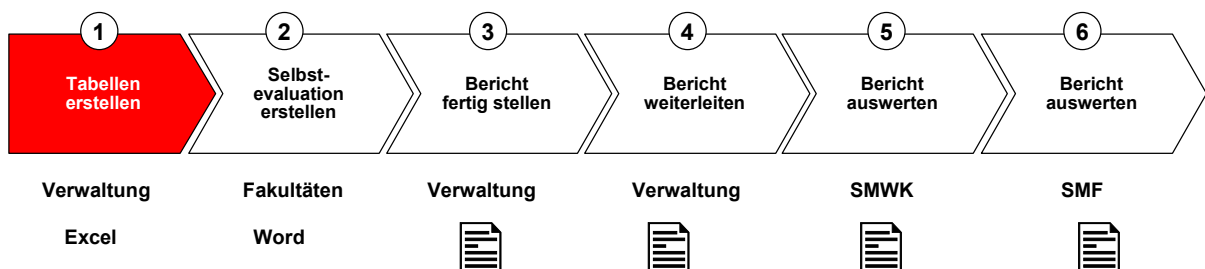 1
Tabellen
erstellen
2
Selbst-
evaluation
erstellen
3
Bericht
fertig stellen
4
Bericht
weiterleiten
5
Bericht
auswerten
6
Bericht
auswerten
Verwaltung
Fakultäten
Verwaltung
Verwaltung
SMWK
SMF
Excel
Word